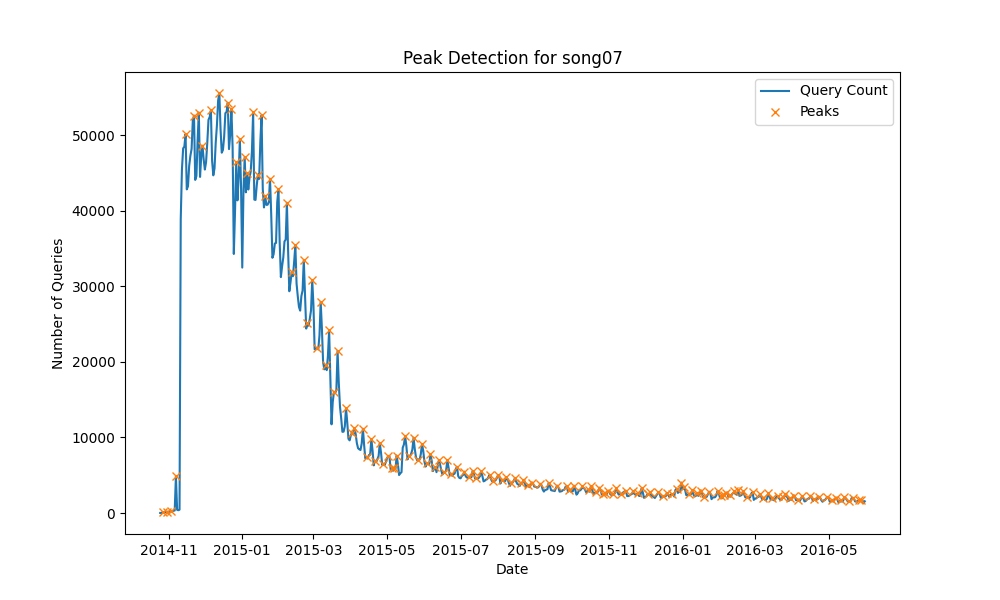 Peak Detection for song07
Query Count
Peaks
Number of Queries
50000
40000
30000
20000
10000
0
2014-11 2015-01 2015-03 2015-05 2015-07 2015-09 2015-11 2016-01 2016-03 2016-05
Date